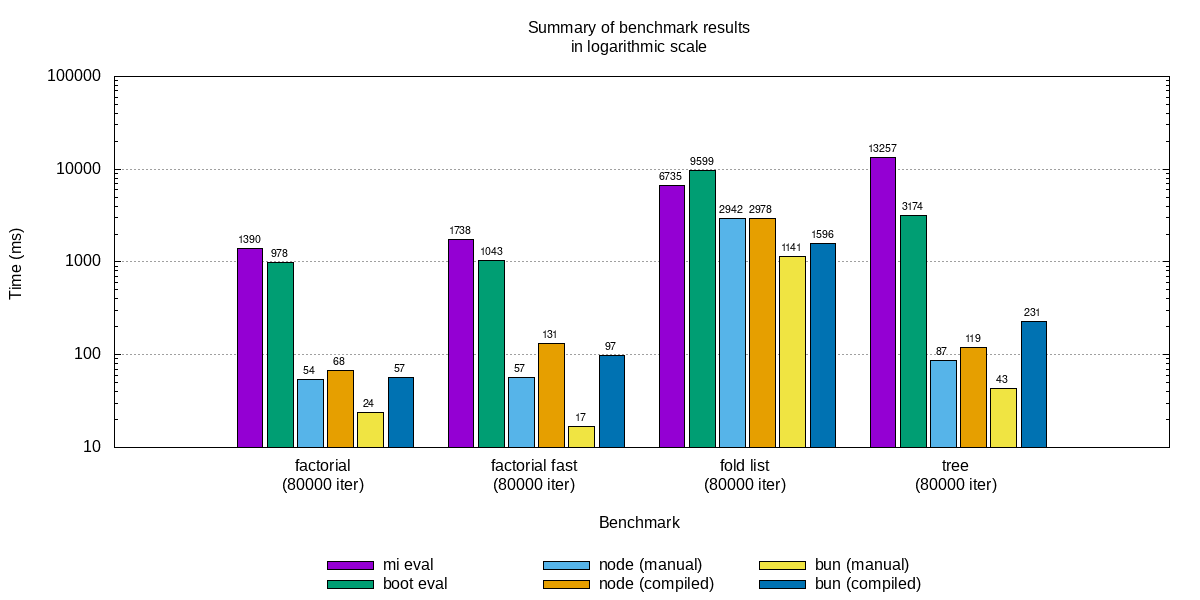 Summary of benchmark results
in logarithmic scale
100000
10000
1000
100
10
Time (ms)
1390
978
54
68
24
57
1738
1043
57
131
17
97
6735
9599
2942
2978
1141
1596
13257
3174
87
119
43
231
factorial
(80000 iter)
factorial fast
(80000 iter)
fold list
(80000 iter)
tree
(80000 iter)
Benchmark
mi eval
boot eval
node (manual)
node (compiled)
bun (manual)
bun (compiled)